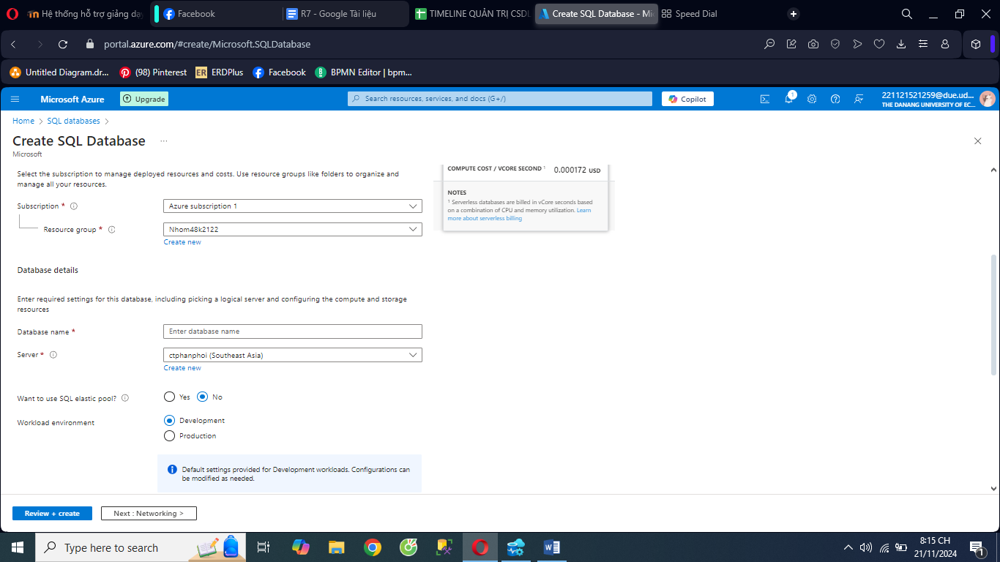 Hệ thống hỗ trợ giảng dạy
Facebook
R7 - Google Tài liệu
TIMELINE QUẢN TRỊ CSDL
Create SQL Database - Mi
Speed Dial
portal.azure.com/#create/Microsoft.SQLDatabase
Untitled Diagram.dr...
(98) Pinterest
ER
ERDPlus
Facebook
BPMN Editor | bpm...
Microsoft Azure
Upgrade
Search resources, services, and docs (G+/)
Copilot
1
221121521259@due.ud...
THE DANANG UNIVERSITY OF EC...
Home > SQL databases >
Create SQL Database ...
Microsoft
Select the subscription to manage deployed resources and costs. Use resource groups like folders to organize and
manage all your resources.
Subscription *
Azure subscription 1
Resource group *
Nhom48k2122
Create new
Database details
Enter required settings for this database, including picking a logical server and configuring the compute and storage
resources
Database name *
Enter database name
Server *
ctphanphoi (Southeast Asia)
Create new
Want to use SQL elastic pool?
Yes
No
Workload environment
Development
Production
Default settings provided for Development workloads. Configurations can
be modified as needed.
COMPUTE COST / VCORE SECOND ¹ 0.000172 USD
NOTES
¹ Serverless databases are billed in vCore seconds based
on a combination of CPU and memory utilization. Learn
more about serverless billing
Review + create
Next : Networking >
Type here to search
8:15 CH
21/11/2024
1